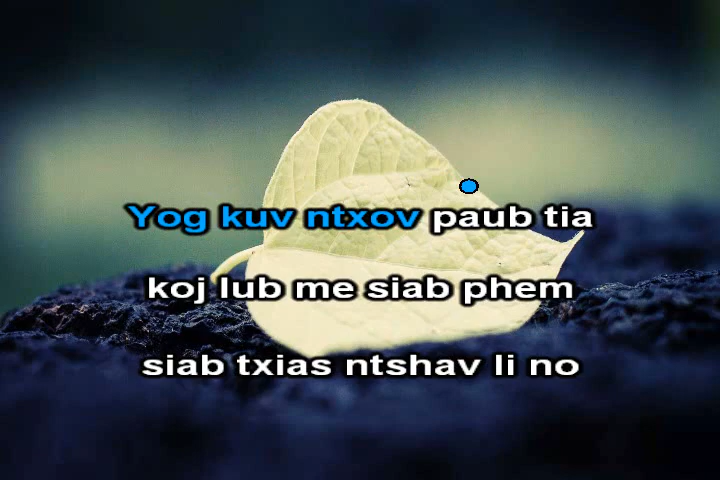 Yog kuv ntxov paub tia
koj lub me siab phem
siab txias ntshav li no